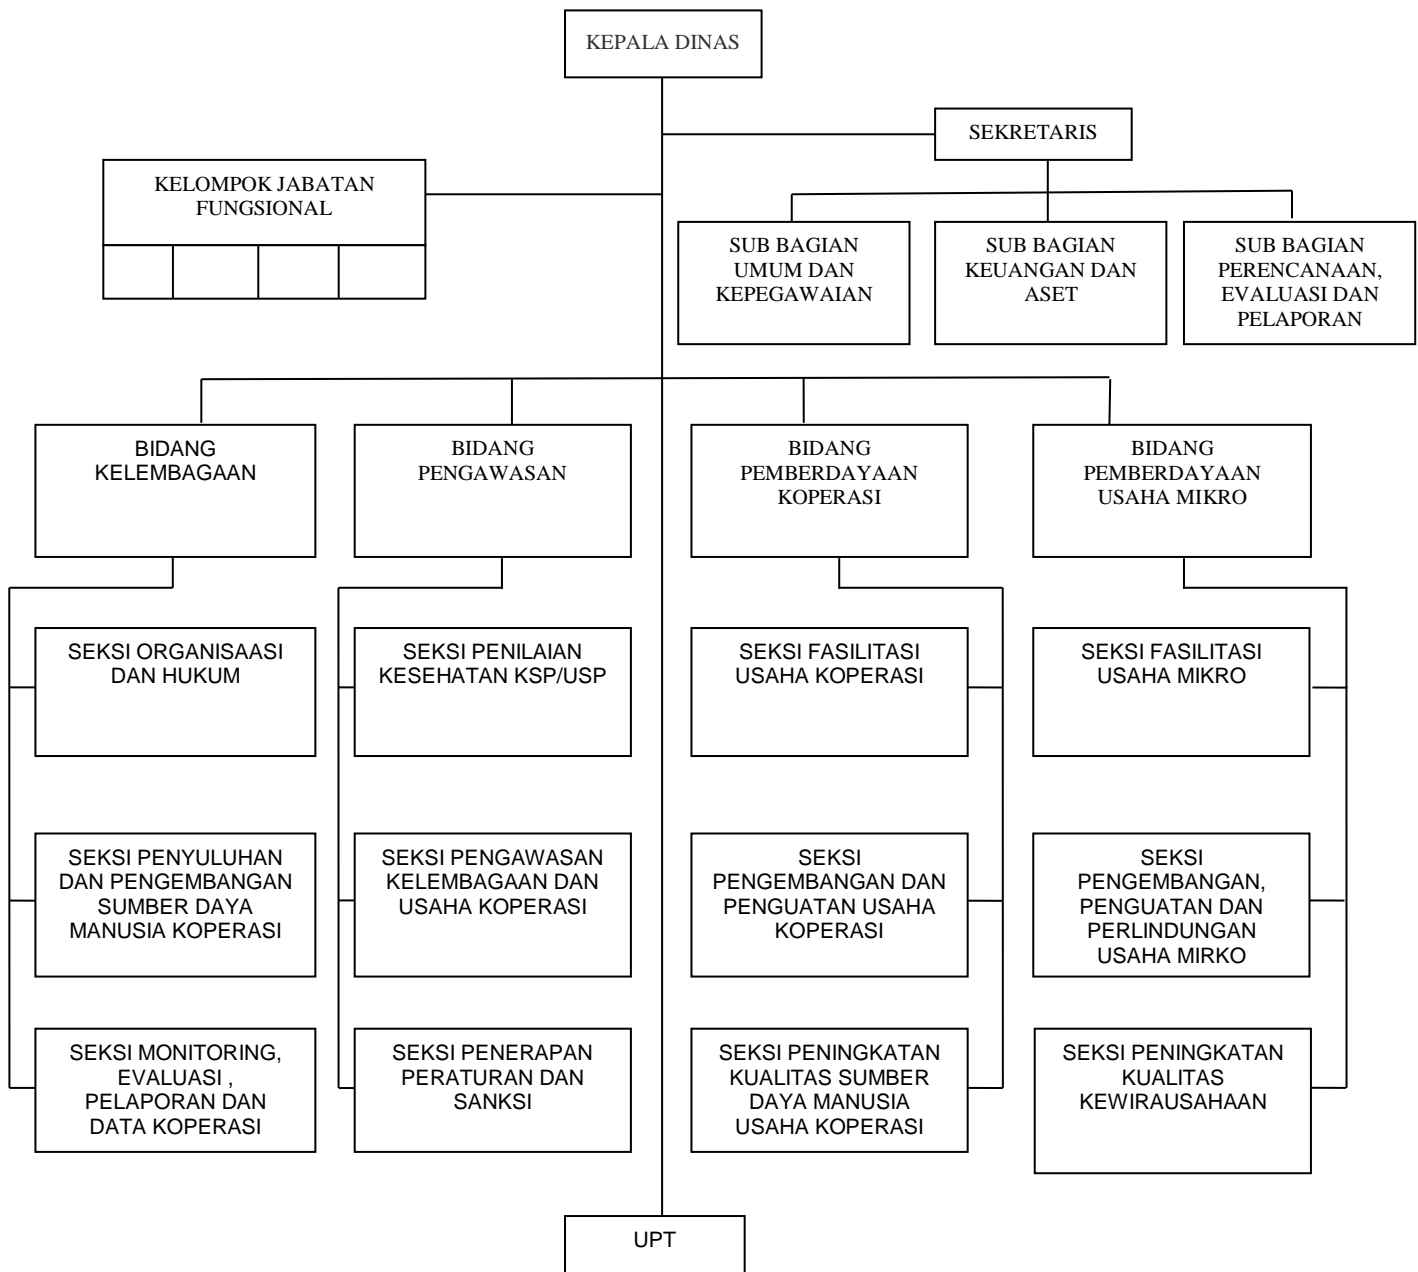 KEPALA DINAS
SEKRETARIS
KELOMPOK JABATAN
FUNGSIONAL
SUB BAGIAN
UMUM DAN
KEPEGAWAIAN
SUB BAGIAN
KEUANGAN DAN
ASET
SUB BAGIAN
PERENCANAAN,
EVALUASI DAN
PELAPORAN
BIDANG
KELEMBAGAAN
BIDANG
PENGAWASAN
BIDANG
PEMBERDAYAAN
KOPERASI
BIDANG
PEMBERDAYAAN
USAHA MIKRO
SEKSI ORGANISAASI
DAN HUKUM
SEKSI PENILAIAN
KESEHATAN KSP/USP
SEKSI FASILITASI
USAHA KOPERASI
SEKSI FASILITASI
USAHA MIKRO
SEKSI PENYULUHAN
DAN PENGEMBANGAN
SUMBER DAYA
MANUSIA KOPERASI
SEKSI PENGAWASAN
KELEMBAGAAN DAN
USAHA KOPERASI
SEKSI
PENGEMBANGAN DAN
PENGUATAN USAHA
KOPERASI
SEKSI
PENGEMBANGAN,
PENGUATAN DAN
PERLINDUNGAN
USAHA MIRKO
SEKSI MONITORING,
EVALUASI ,
PELAPORAN DAN
DATA KOPERASI
SEKSI PENERAPAN
PERATURAN DAN
SANKSI
SEKSI PENINGKATAN
KUALITAS SUMBER
DAYA MANUSIA
USAHA KOPERASI
SEKSI PENINGKATAN
KUALITAS
KEWIRAUSAHAAN
UPT